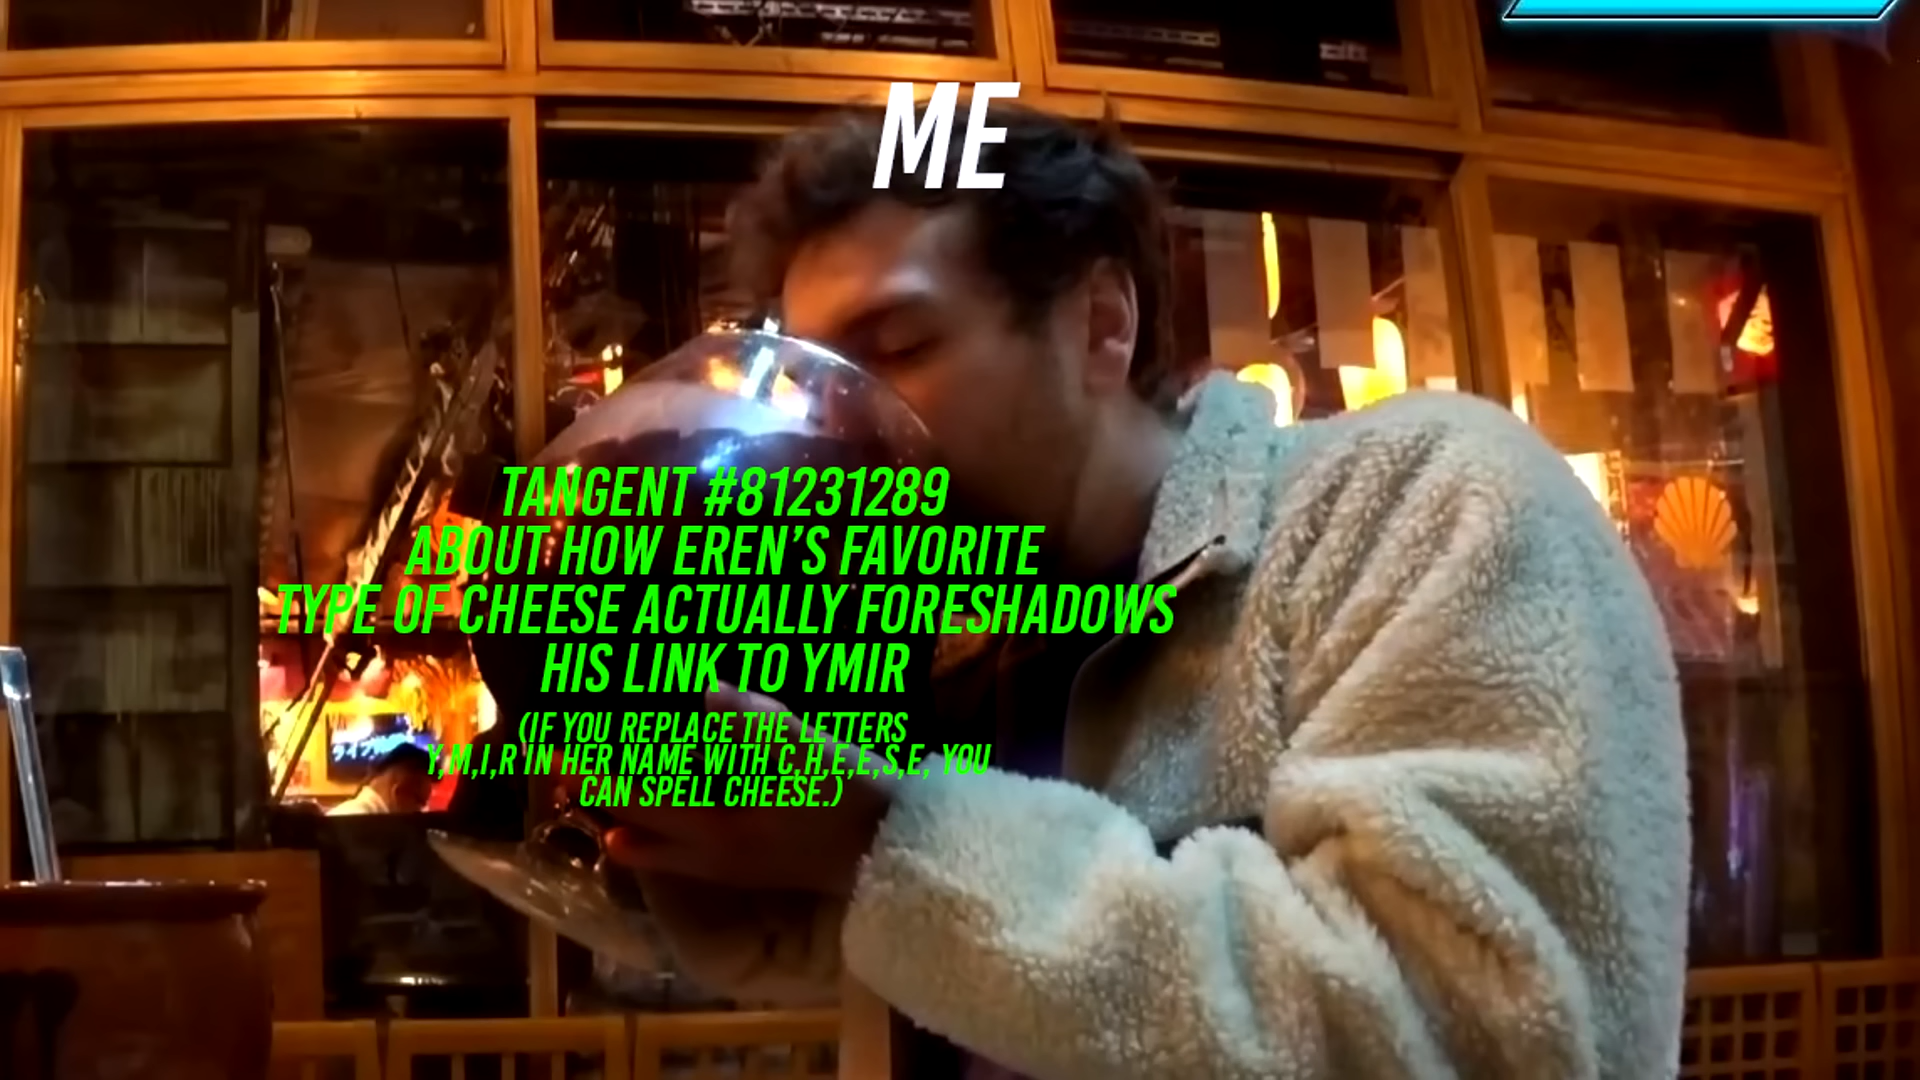 ME
TANGENT #81231289
ABOUT HOW EREN'S FAVORITE
TYPE OF CHEESE ACTUALLY FORESHADOWS
HIS LINK TO YMIR
(IF YOU REPLACE THE LETTERS
Y,M,I,R IN HER NAME WITH C,H,E,E,S,E, YOU
CAN SPELL CHEESE.)